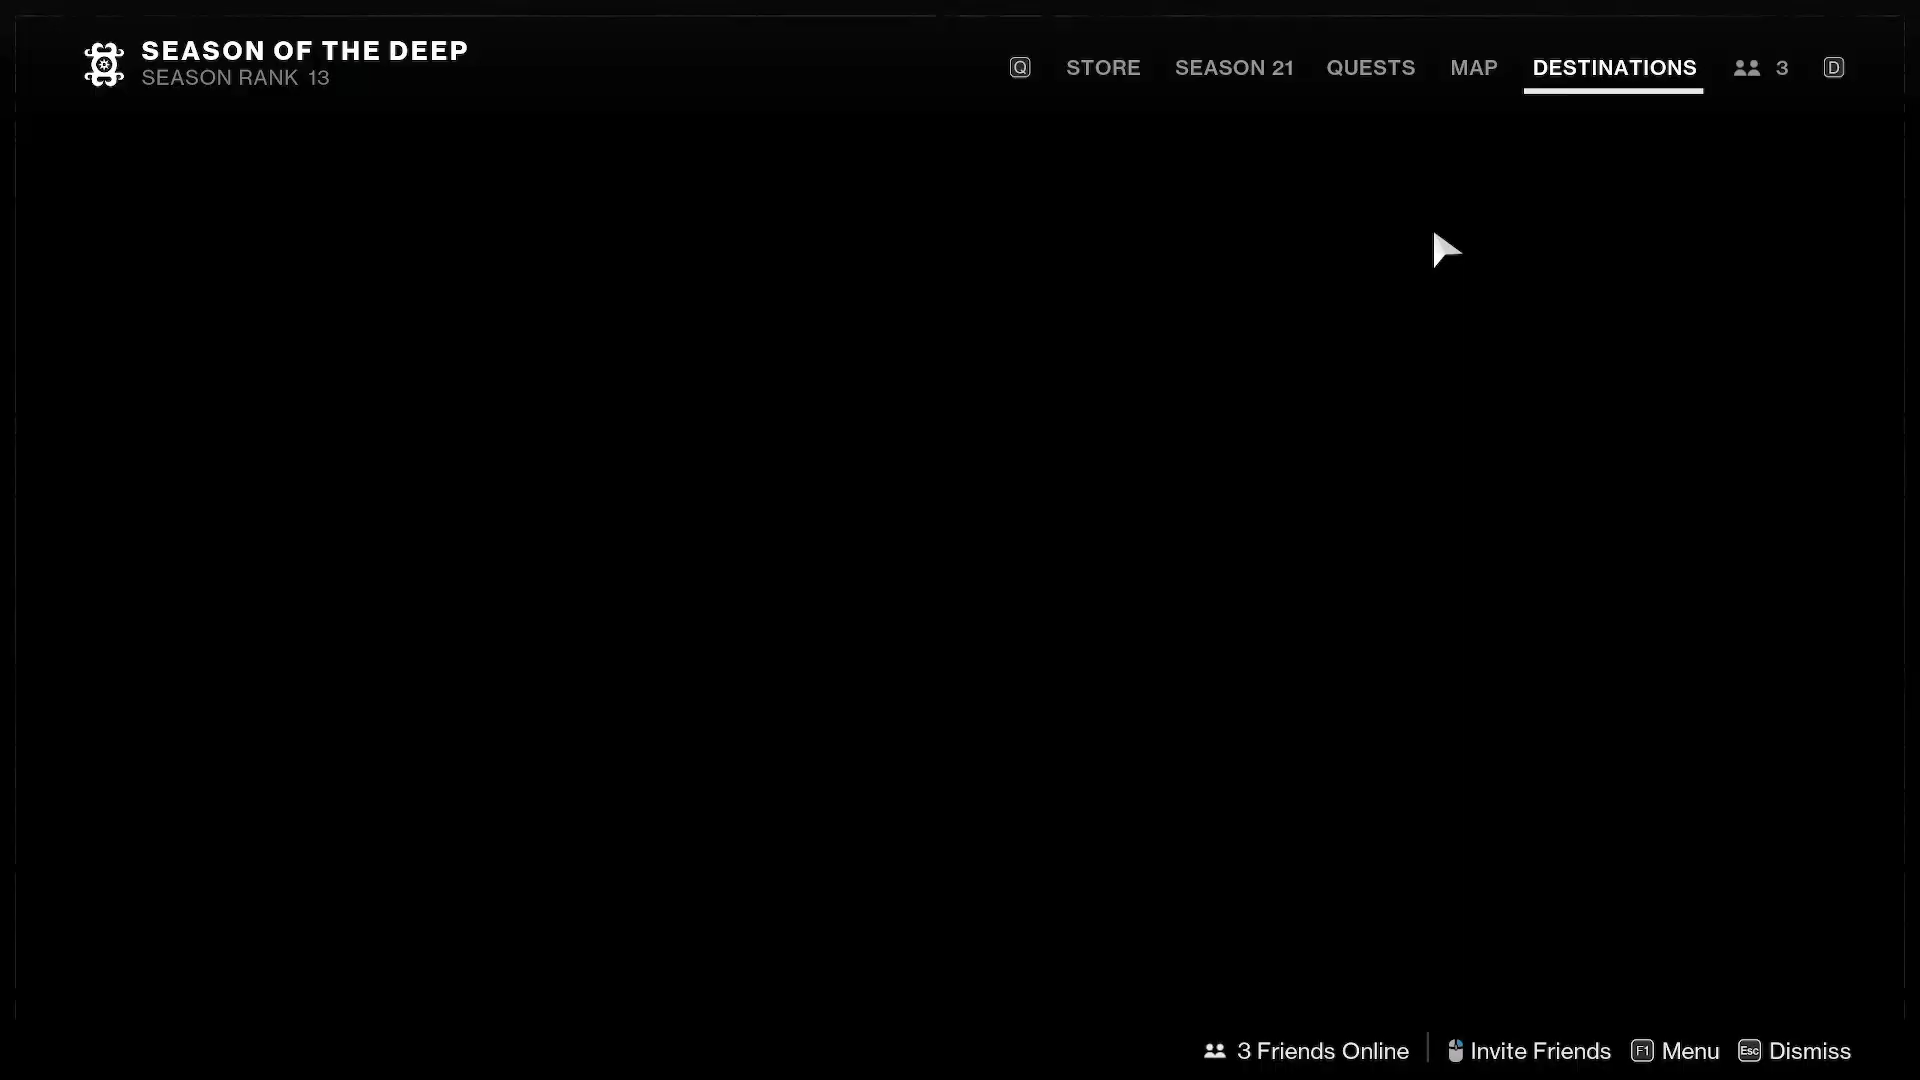 SEASON OF THE DEEP
SEASON RANK 13
Q STORE SEASON 21 QUESTS MAP DESTINATIONS 3 D
3 Friends Online Invite Friends F1 Menu Esc Dismiss